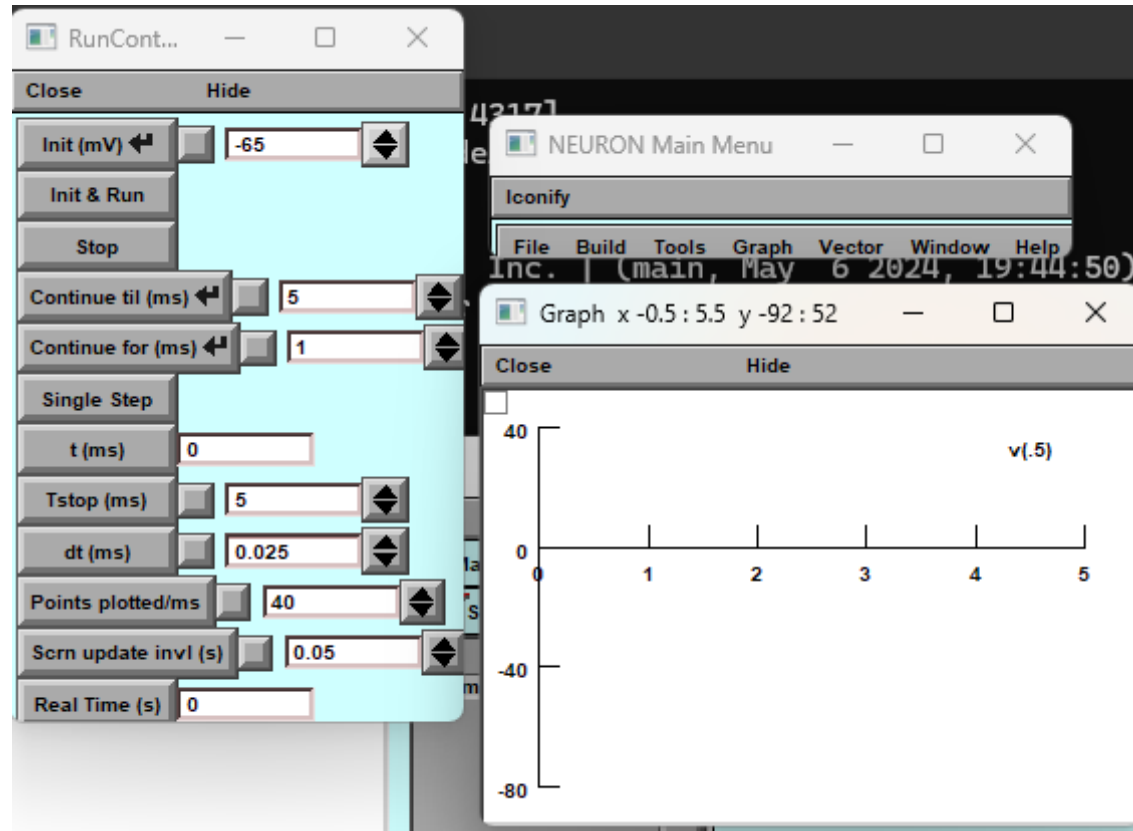 RunCont...
Close Hide
Init (mV) -65
Init & Run
Stop
Continue til (ms) 5
Continue for (ms) 1
Single Step
t (ms) 0
Tstop (ms) 5
dt (ms) 0.025
Points plotted/ms 40
Scrn update invl (s) 0.05
Real Time (s) 0
4317]
NEURON Main Menu
Iconify
File Build Tools Graph Vector Window Help
Inc. | (main, May 6 2024, 19:44:50)
Graph x -0.5 : 5.5 y -92 : 52
Close Hide
40
v(.5)
0
0 1 2 3 4 5
-40
-80